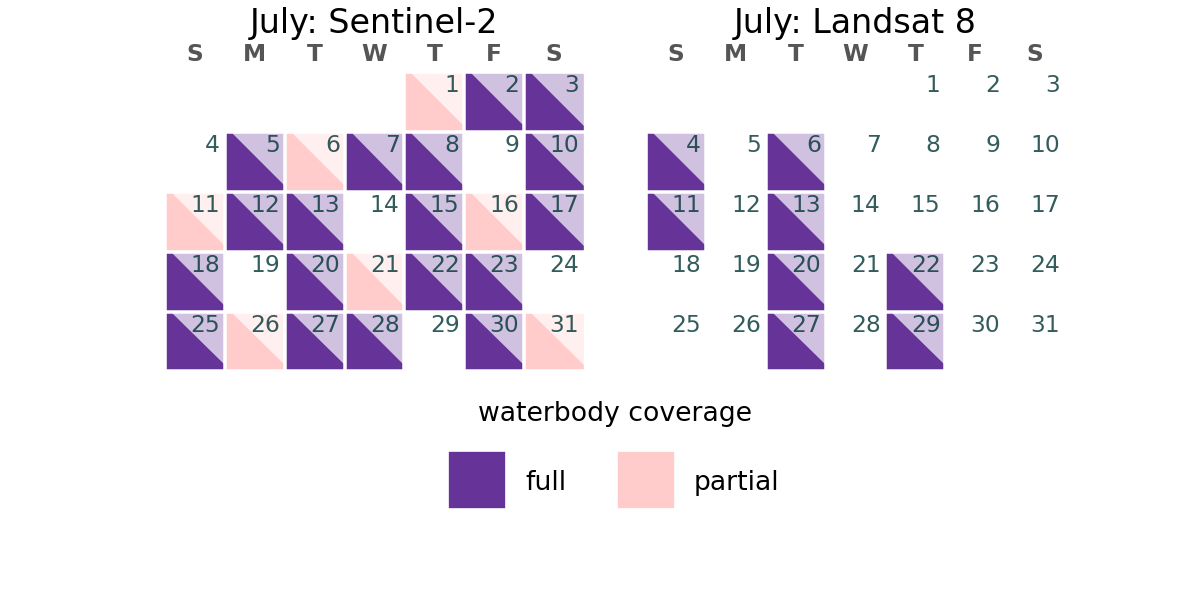 July: Sentinel-2
S M T W T F S
1 2 3
4 5 6 7 8 9 10
11 12 13 14 15 16 17
18 19 20 21 22 23 24
25 26 27 28 29 30 31
July: Landsat 8
S M T W T F S
1 2 3
4 5 6 7 8 9 10
11 12 13 14 15 16 17
18 19 20 21 22 23 24
25 26 27 28 29 30 31
waterbody coverage
full
partial